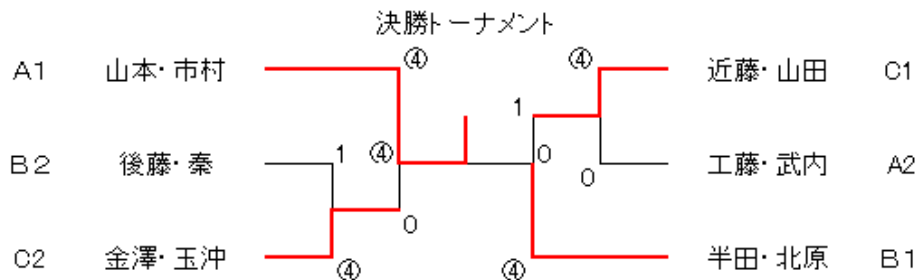 決勝トーナメント
A1 山本・市村 ④ ④ 近藤・山田 C1
1
B2 後藤・秦 1 ④ 0 0 工藤・武内 A2
0
C2 金澤・玉沖 ④ ④ 半田・北原 B1